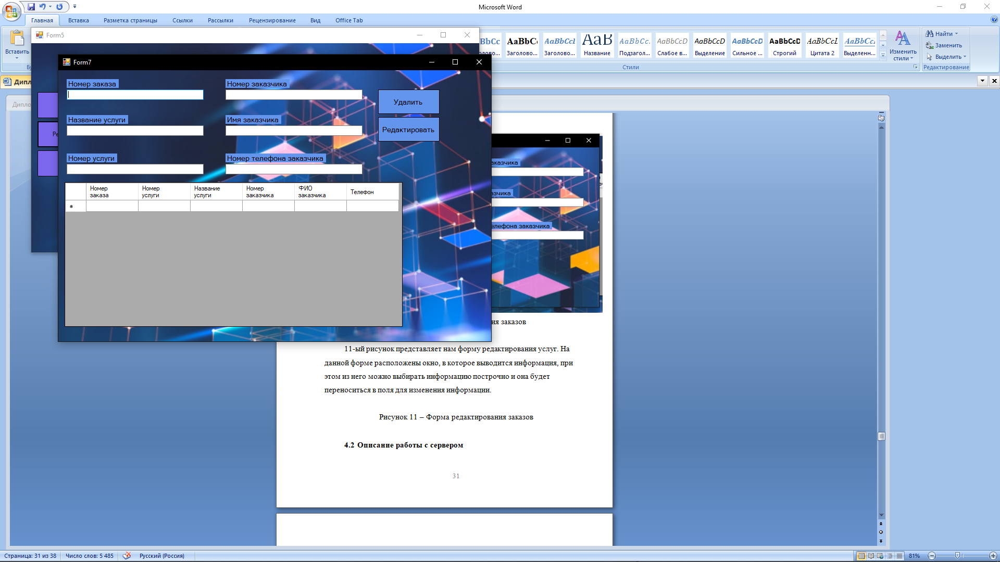 Microsoft Word
Главная
Вставка
Разметка страницы
Ссылки
Рассылки
Рецензирование
Вид
Office Tab
Вставить
Form5
AaBbCc
Заголово...
AaBbCcI
Заголово...
АаВ
Название
AaBbCc.
Подзагол...
AaBbCcD
Слабое в...
AaBbCcD
Выделение
AaBbCcD
Сильное ...
AaBbCcD
Строгий
AaBbCcI
Цитата 2
AaBbCc.
Выделенн...
Изменить
стили
Стили
Найти
Заменить
Выделить
Редактирование
Form7
Номер заказа
Номер заказчика
Удалить
Название услуги
Имя заказчика
Редактировать
Номер услуги
Номер телефона заказчика
Номер заказа
Номер услуги
Название услуги
Номер заказчика
ФИО заказчика
Телефон
Дипл
Дипло
Ре
аказчика
азчика
елефона заказчика
ия заказов
11-ый рисунок представляет нам форму редактирования услуг. На
данной форме расположены окно, в которое выводится информация, при
этом из него можно выбирать информацию построчно и она будет
переноситься в поля для изменения информации.
Рисунок 11 – Форма редактирования заказов
4.2 Описание работы с сервером
31
Страница: 31 из 38
Число слов: 5 485
Русский (Россия)
81%